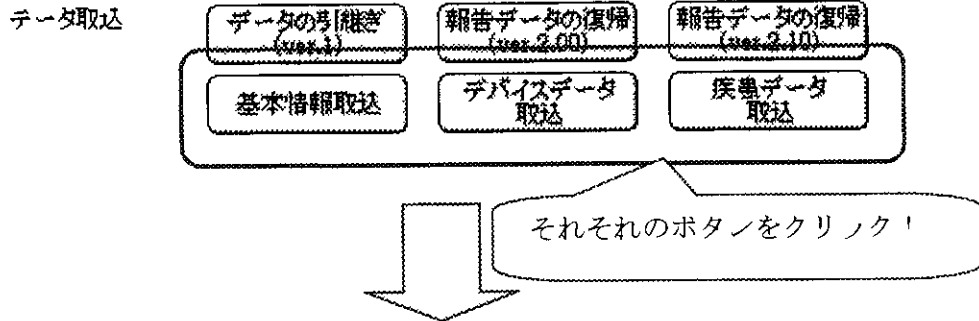 データ取込
データの引継ぎ
(ver.1)
報告データの復帰
(ver.2.00)
報告データの復帰
(ver.2.10)
基本情報取込
デバイスデータ
取込
疾患データ
取込
それぞれのボタンをクリック！